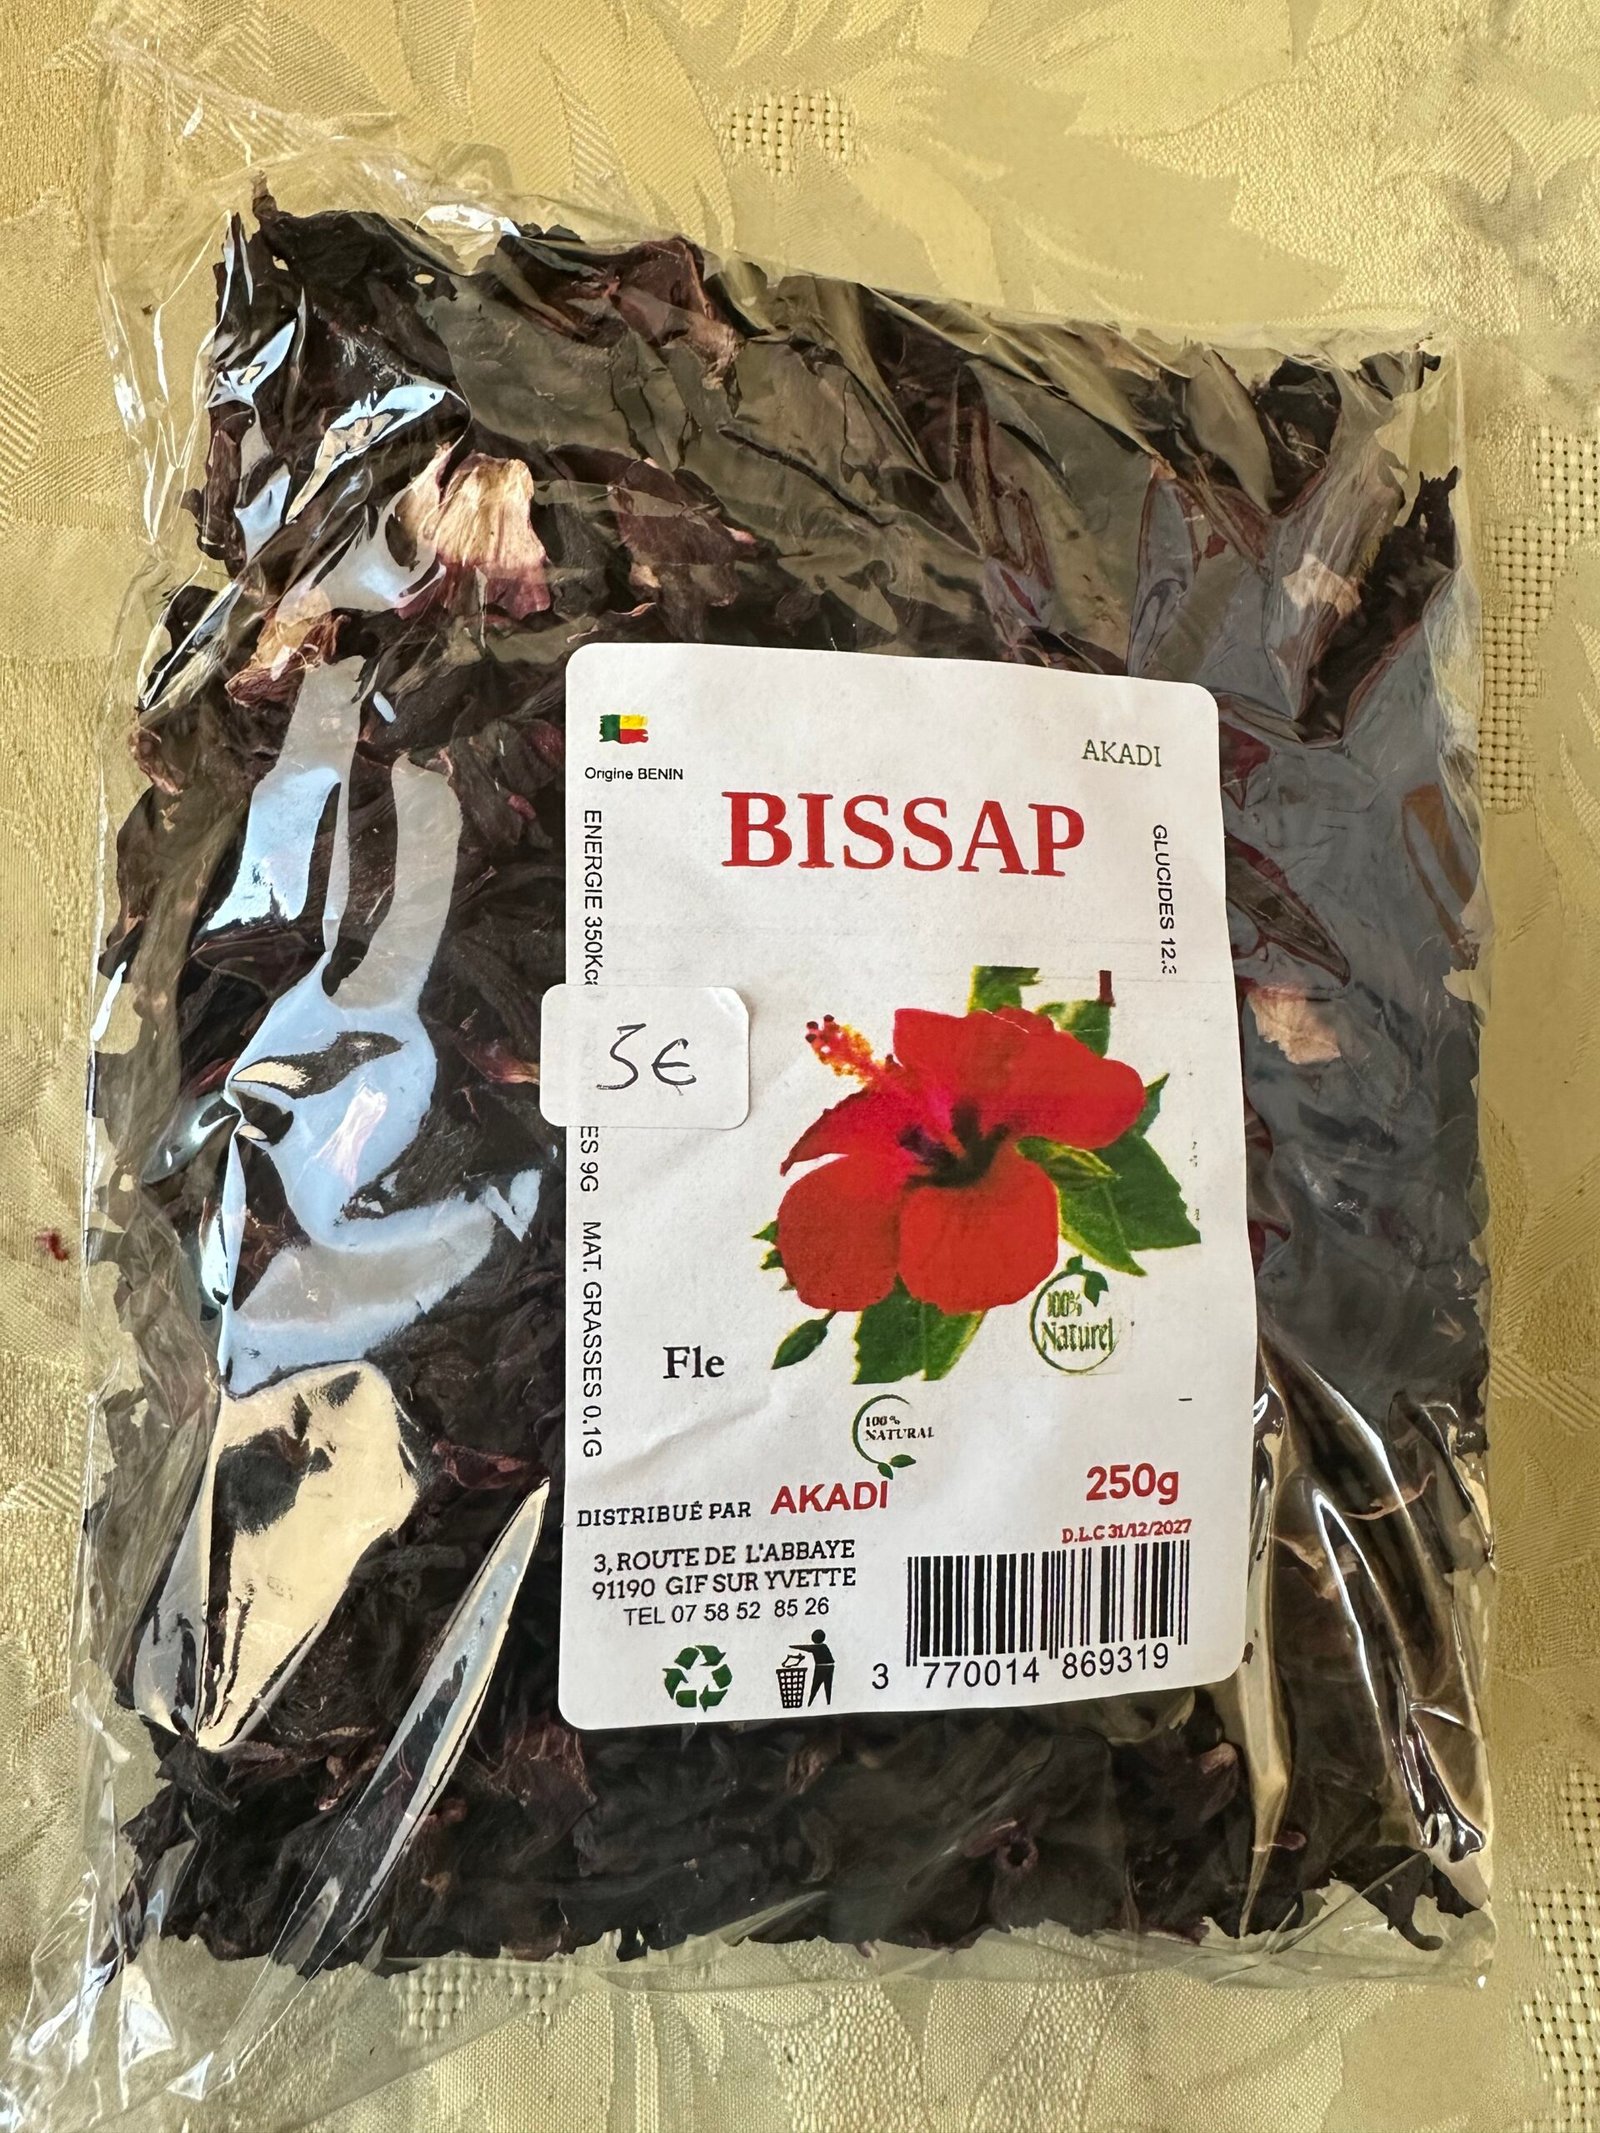 Origine BENIN
AKADI
BISSAP
ENERGIE 350Kc
ES 9G MAT. GRASSES 0.1G
GLUCIDES 12.3
100%
Naturel
Fle
100%
NATURAL
DISTRIBUÉ PAR AKADI
250g
D.L.C 31/12/2027
3, ROUTE DE L'ABBAYE
91190 GIF SUR YVETTE
TEL 07 58 52 85 26
3 770014 869319